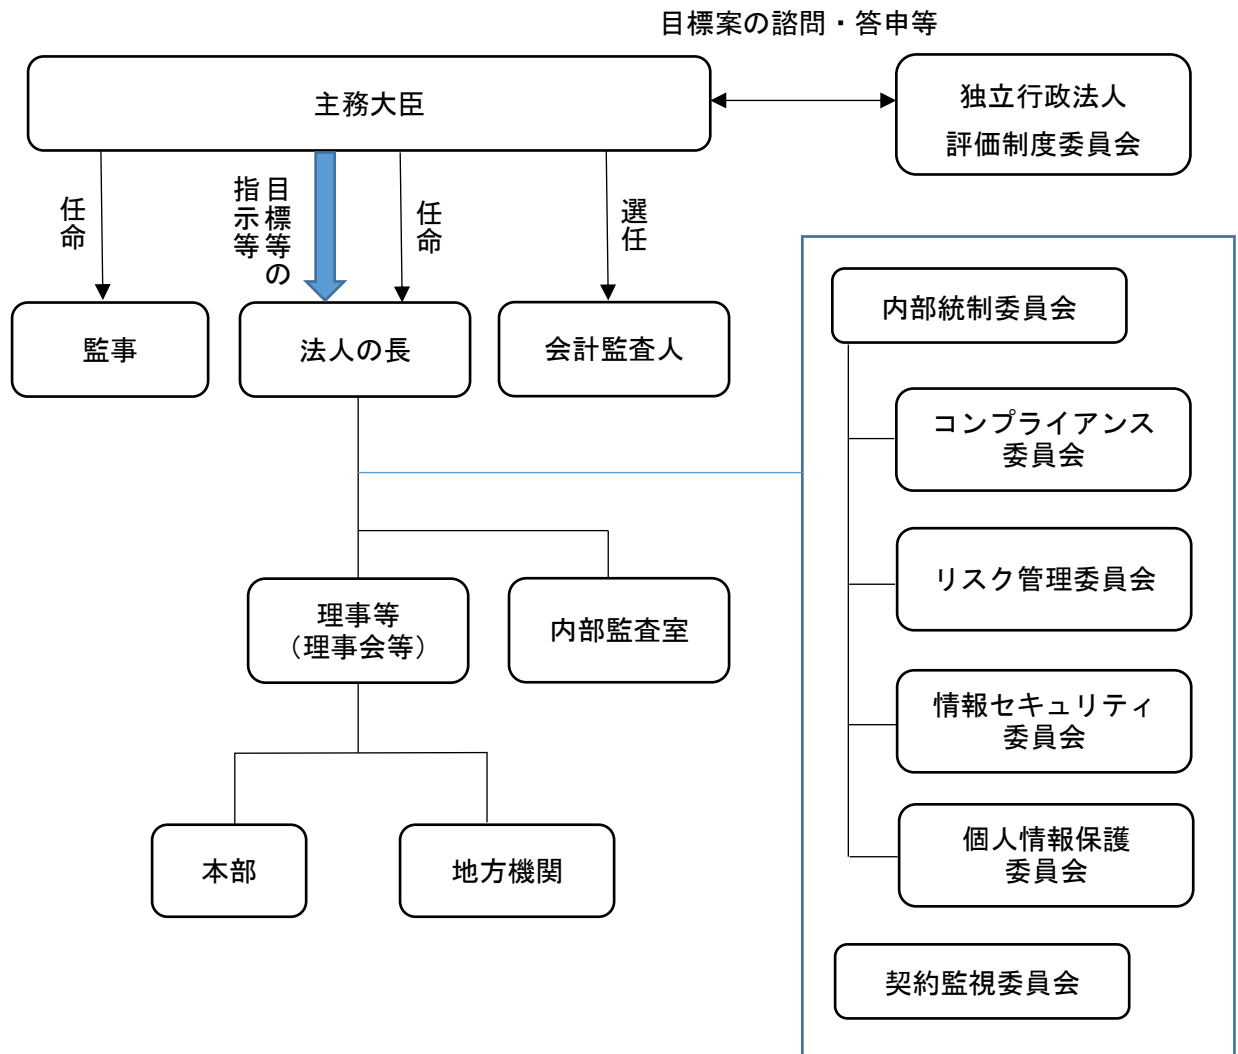 目標案の諮問・答申等
主務大臣
独立行政法人
評価制度委員会
任命
目標等の
指示等
任命
選任
監事
法人の長
会計監査人
内部統制委員会
コンプライアンス
委員会
リスク管理委員会
理事等
（理事会等）
内部監査室
情報セキュリティ
委員会
本部
地方機関
個人情報保護
委員会
契約監視委員会